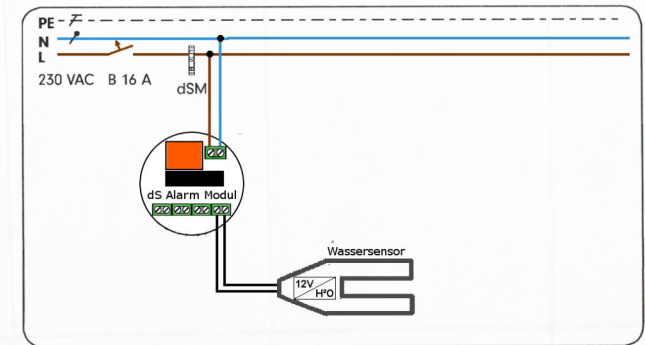 PE
N
L
230 VAC B 16 A
dSM
dS Alarm Modul
Wassersensor
12V
H²O